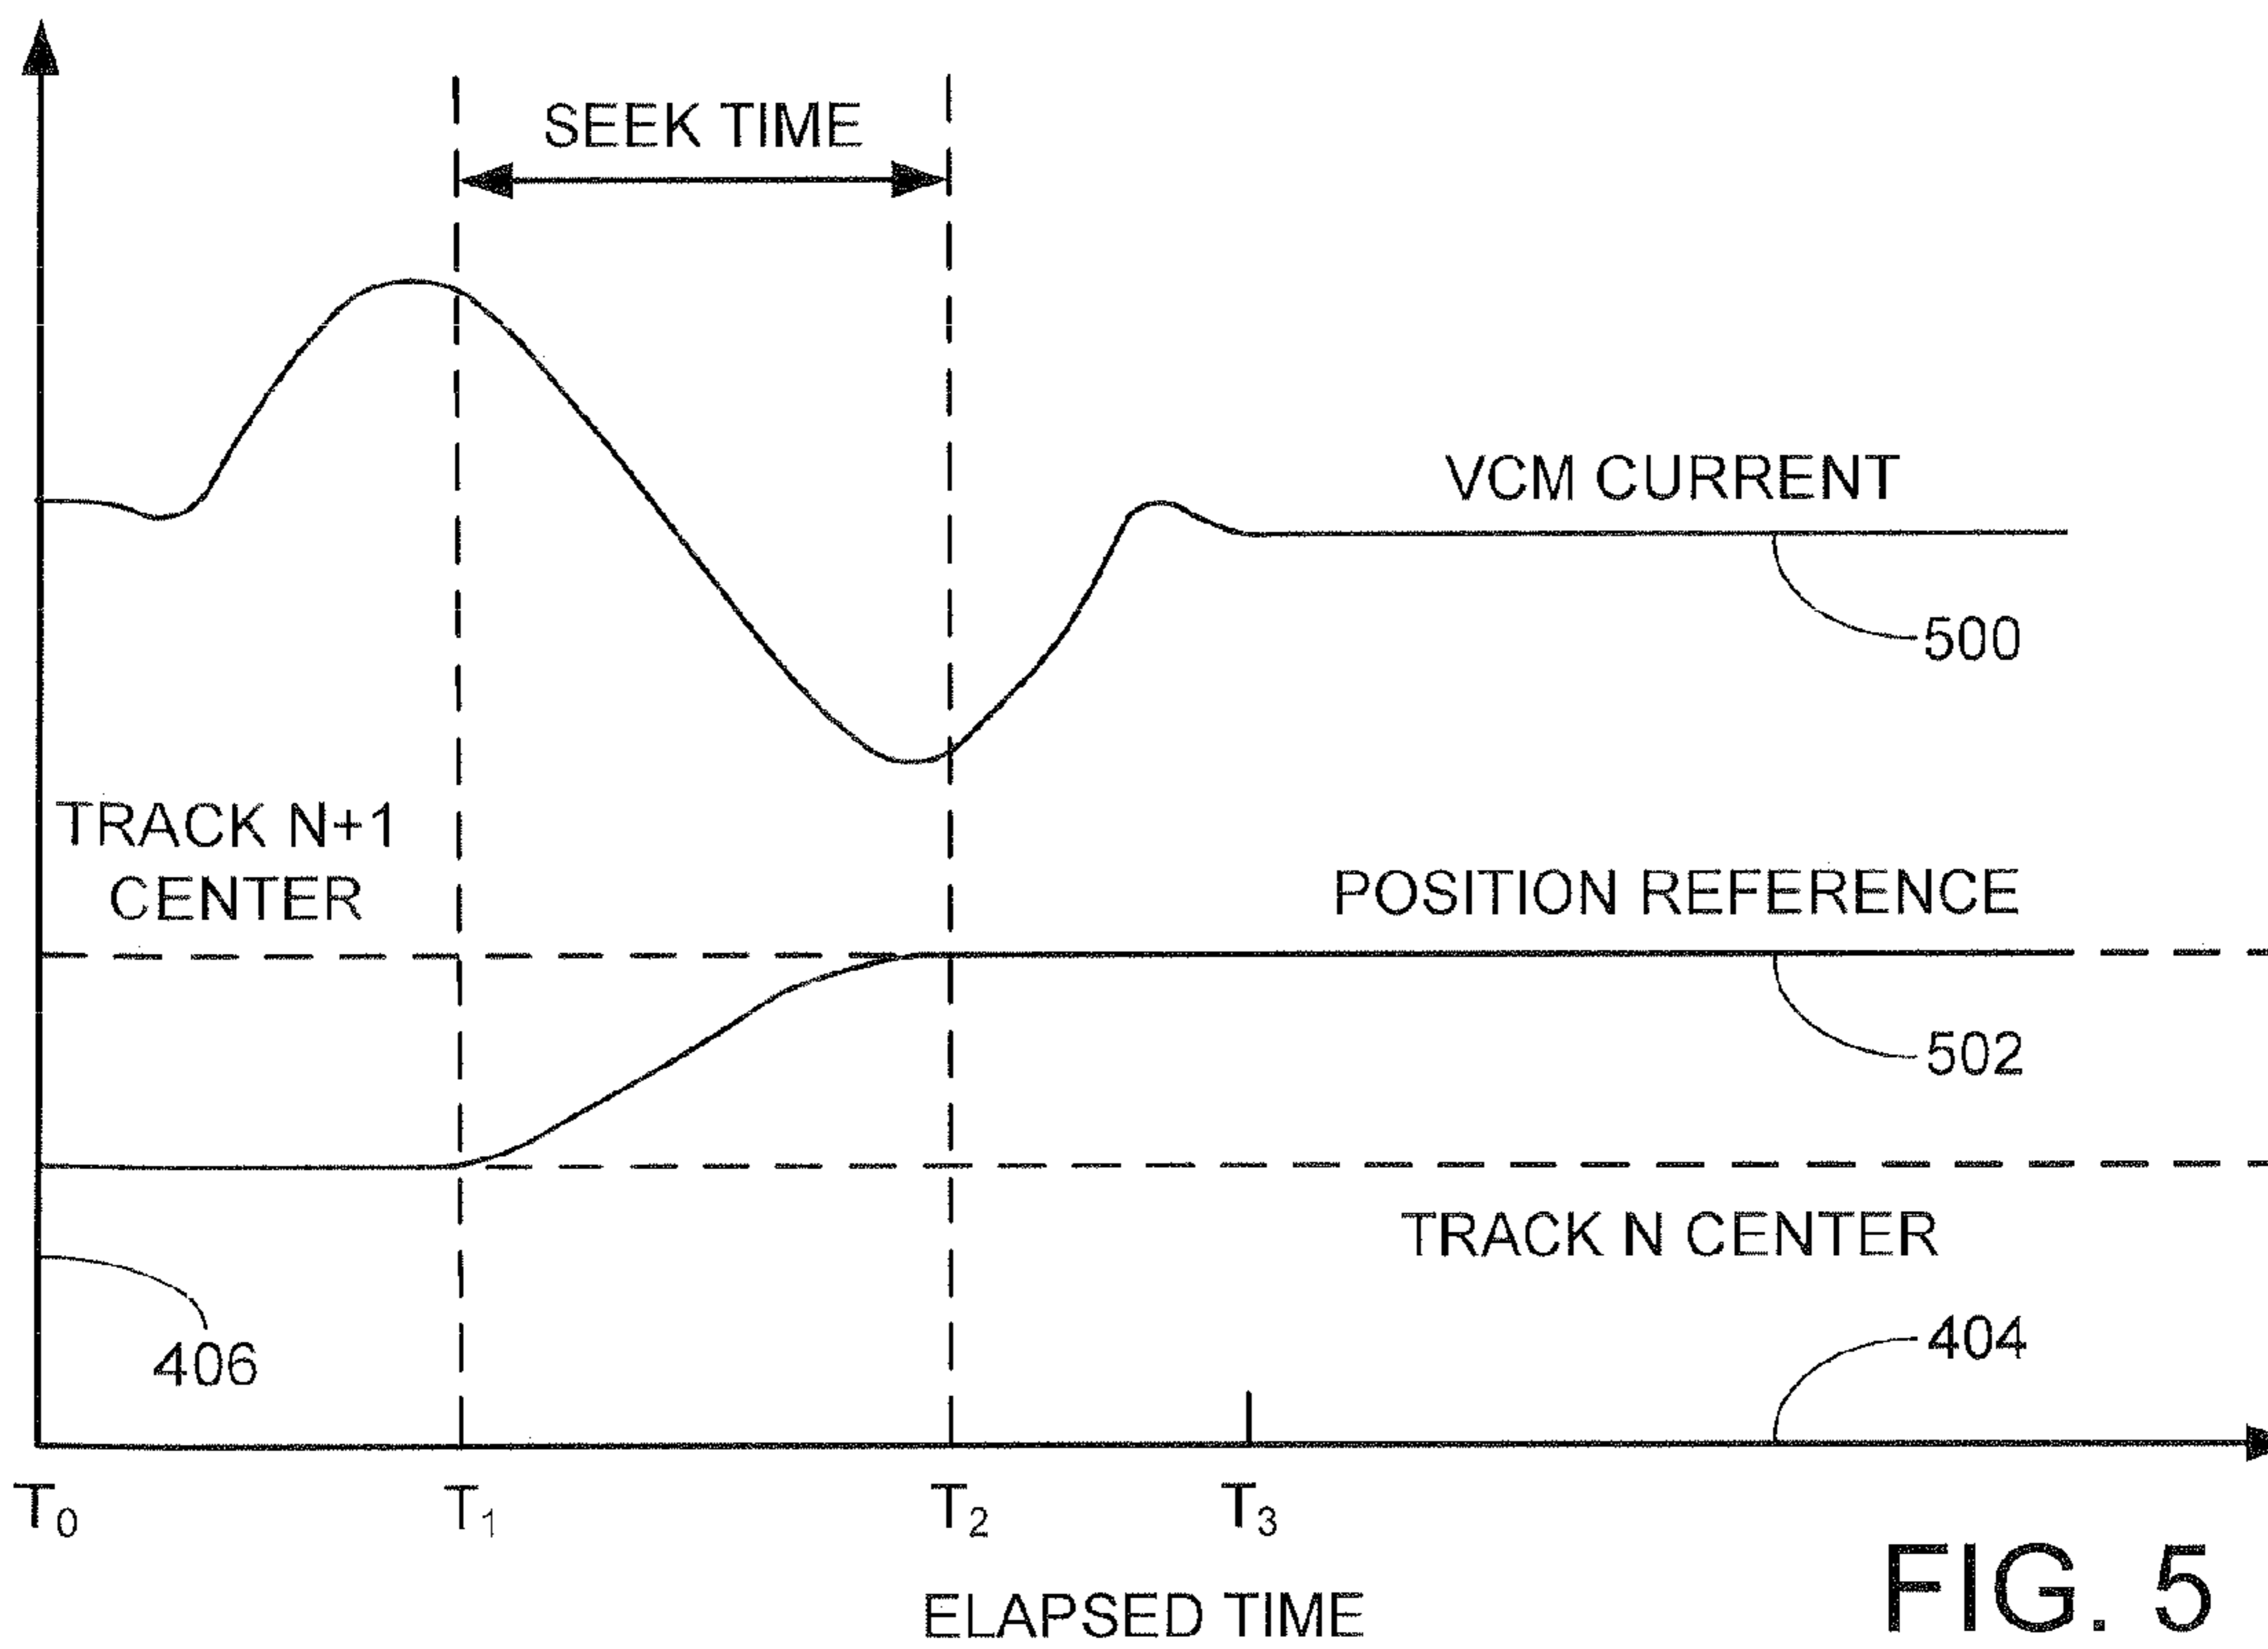 SEEK TIME
VCM CURRENT
500
TRACK N+1
CENTER
POSITION REFERENCE
502
TRACK N CENTER
406
404
T0
T1
T2
T3
ELAPSED TIME
FIG. 5